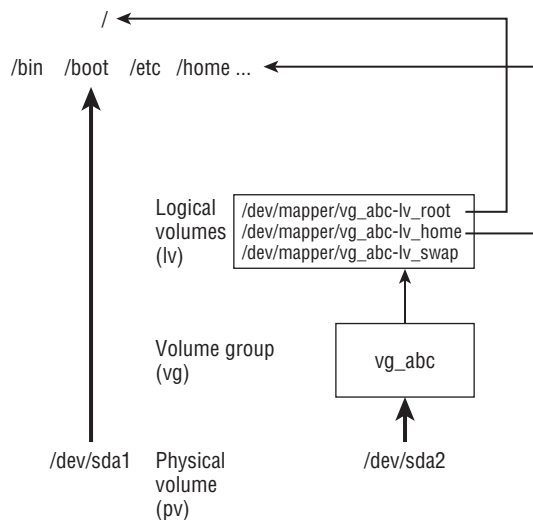 /
/bin /boot /etc /home ...
Logical
volumes
(lv)
/dev/mapper/vg_abc-lv_root
/dev/mapper/vg_abc-lv_home
/dev/mapper/vg_abc-lv_swap
Volume group
(vg)
vg_abc
/dev/sda1
Physical
volume
(pv)
/dev/sda2